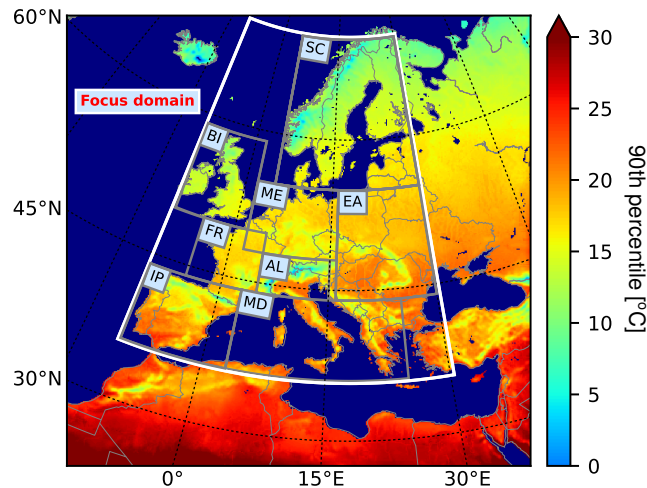 60°N
45°N
30°N
0°
15°E
30°E
Focus domain
SC
BI
ME
EA
FR
AL
IP
MD
30
25
20
15
10
5
0
90th percentile [°C]